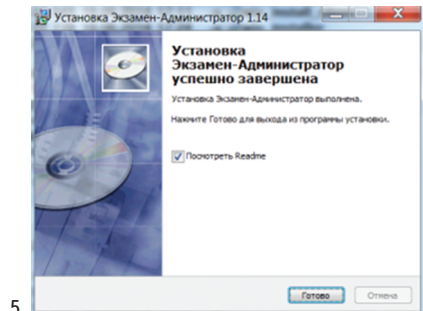 Установка Экзамен-Администратор 1.14
Установка
Экзамен-Администратор
успешно завершена
Установка Экзамен-Администратор выполнена.
Нажмите Готово для выхода из программы установки.
Посмотреть Readme
Готово
Отмена
5